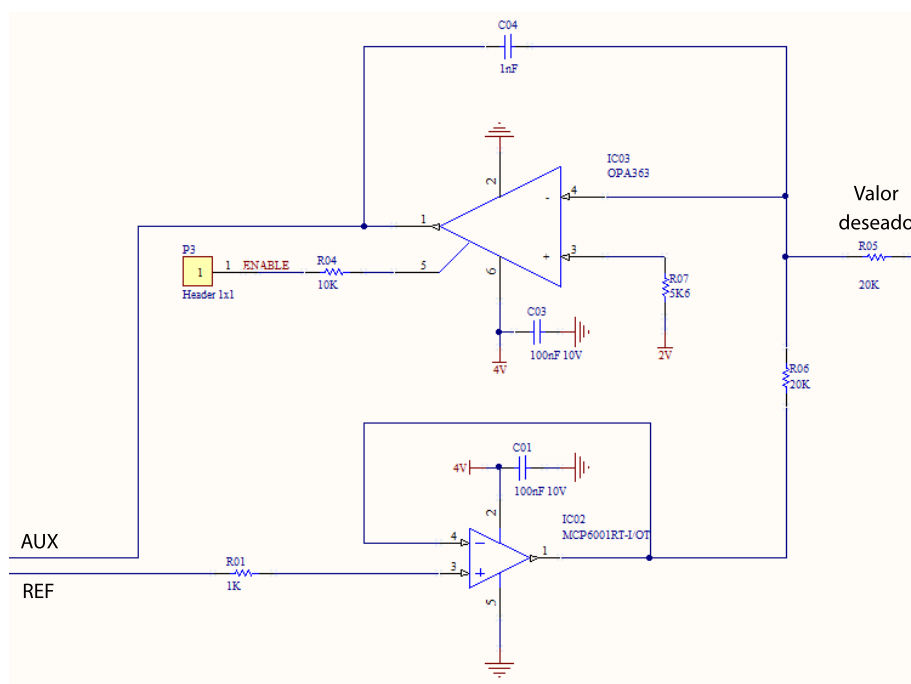 C04
1nF
IC03
OPA363
2
4
-
Valor
deseado
1
R05
20K
P3
1
1 ENABLE
Header 1x1
R04
10K
5
3
+
6
R07
5K6
C03
100nF 10V
4V
2V
R06
20K
4V
C01
100nF 10V
2
IC02
MCP6001RT-I/OT
4
-
1
AUX
R01
1K
3
+
REF
5